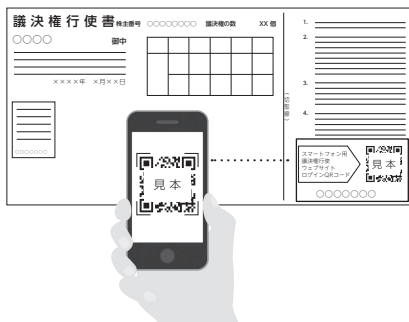 議決権行使書 株主番号 ○○○○○○○○ 議決権の数 XX 個
○○○○ 御中
××××年 ×月××日
○○○○○○○
見本
(切取線)
1.
2.
3.
4.
スマートフォン用
議決権行使
ウェブサイト
ログインQRコード
見本
○○○○○○○